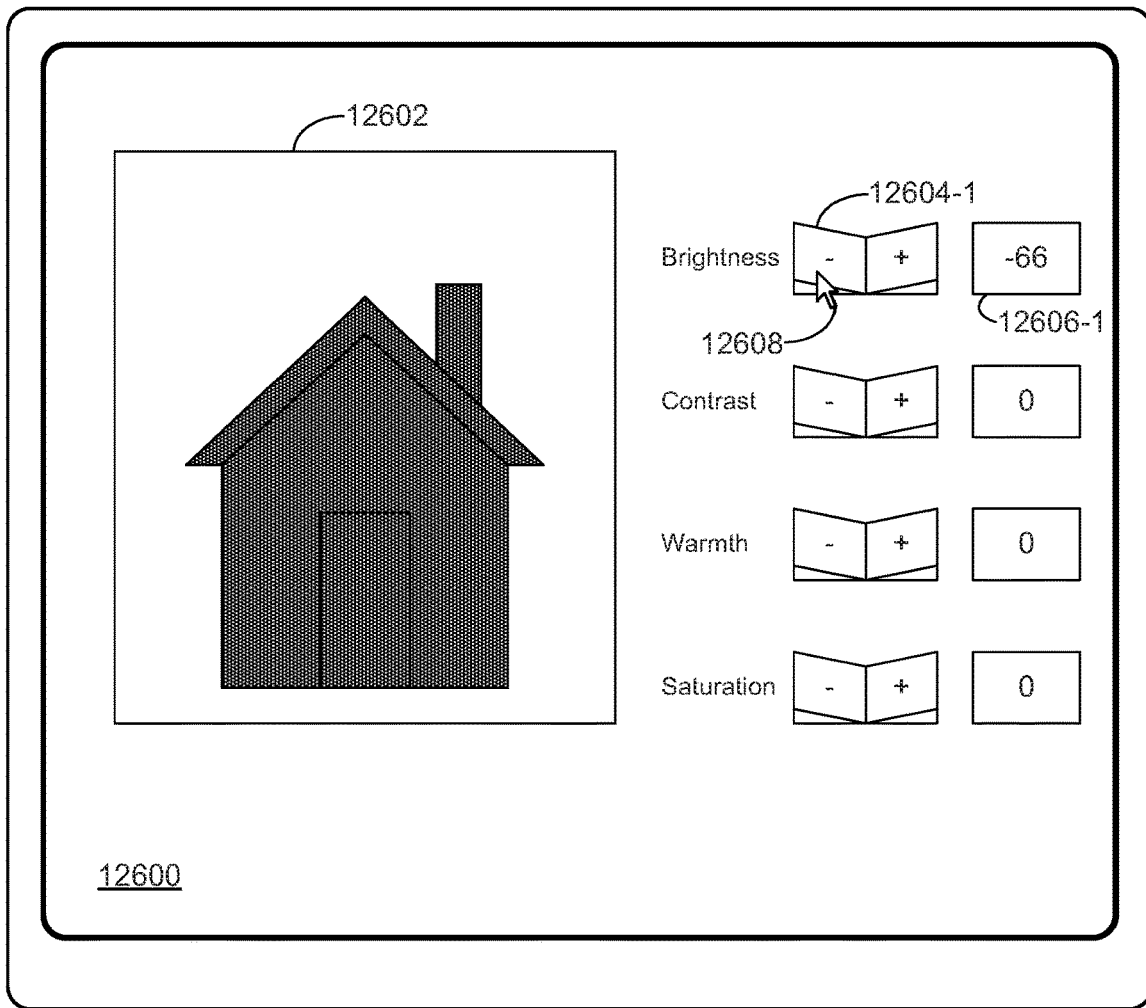 12602
12604-1
Brightness - + -66
12608 12606-1
Contrast - + 0
Warmth - + 0
Saturation - + 0
12600